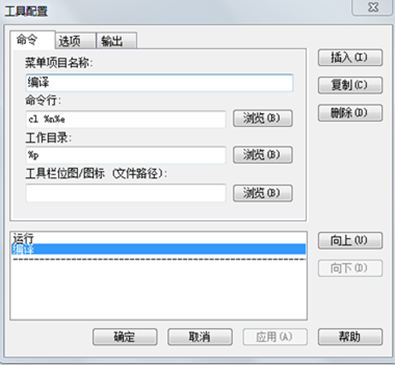 工具配置
命令 选项 输出
菜单项目名称:
编译
插入(I)
复制(C)
命令行:
cl %n%e
浏览(B)
删除(D)
工作目录:
%p
浏览(B)
工具栏位图/图标 (文件路径):
浏览(B)
运行
编译
向上(U)
向下(D)
确定 取消 应用(A) 帮助